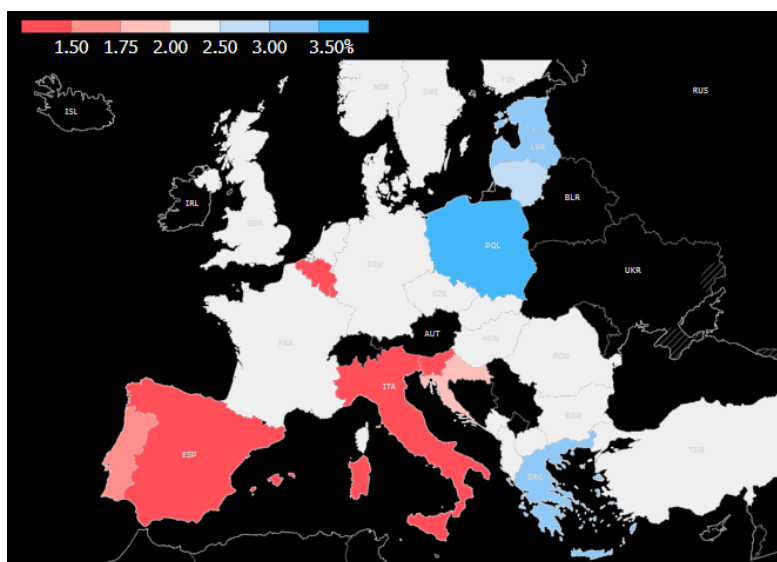 1.50 1.75 2.00 2.50 3.00 3.50%
NOR SWE FIN
RUS
ISL
LVA
IRL
BLR
GBR
POL
DEU
UKR
CZE
AUT
FRA
HUN
ROU
ITA
BGR
ESP
TUR
GRC